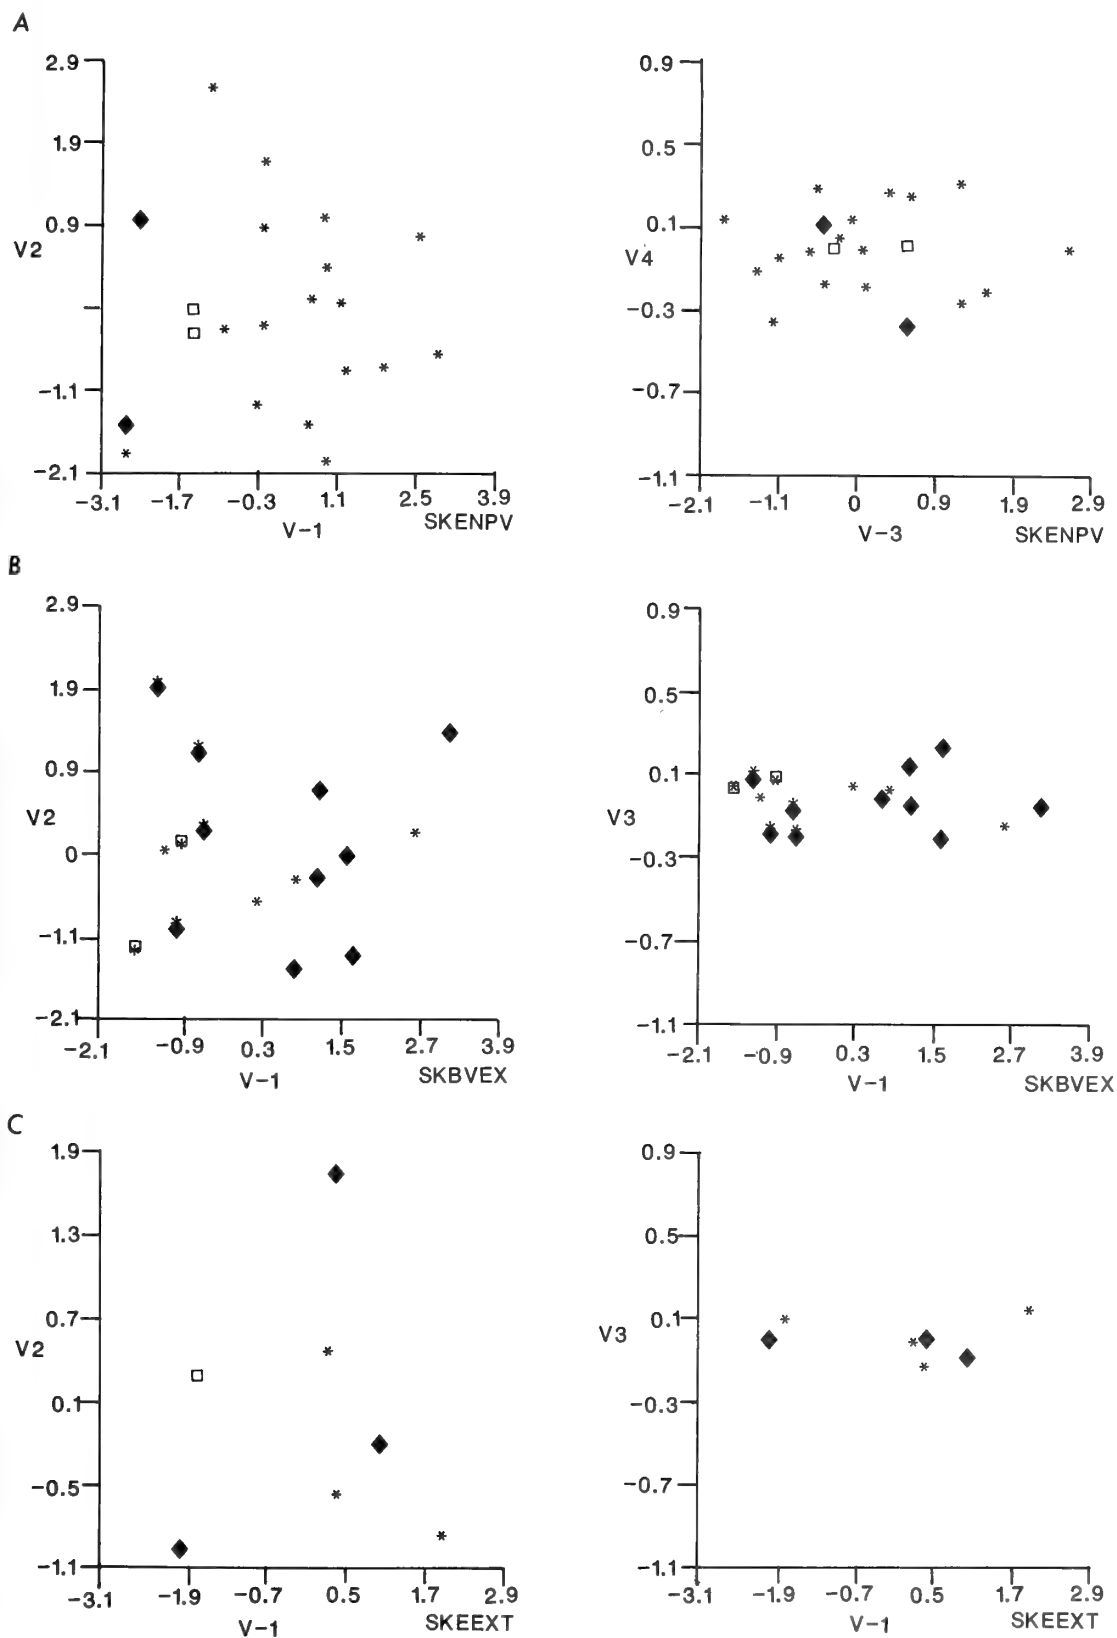 A
2.9
1.9
0.9
V2
-1.1
-2.1
-3.1 -1.7 -0.3 1.1 2.5 3.9
V-1
SKENPV
0.9
0.5
0.1
V4
-0.3
-0.7
-1.1
-2.1 -1.1 0 0.9 1.9 2.9
V-3
SKENPV
B
2.9
1.9
0.9
V2
0
-1.1
-2.1
-2.1 -0.9 0.3 1.5 2.7 3.9
V-1
SKBVEX
0.9
0.5
0.1
V3
-0.3
-0.7
-1.1
-2.1 -0.9 0.3 1.5 2.7 3.9
V-1
SKBVEX
C
1.9
1.3
0.7
V2
0.1
-0.5
-1.1
-3.1 -1.9 -0.7 0.5 1.7 2.9
V-1
SKEEXT
0.9
0.5
0.1
V3
-0.3
-0.7
-1.1
-3.1 -1.9 -0.7 0.5 1.7 2.9
V-1
SKEEXT